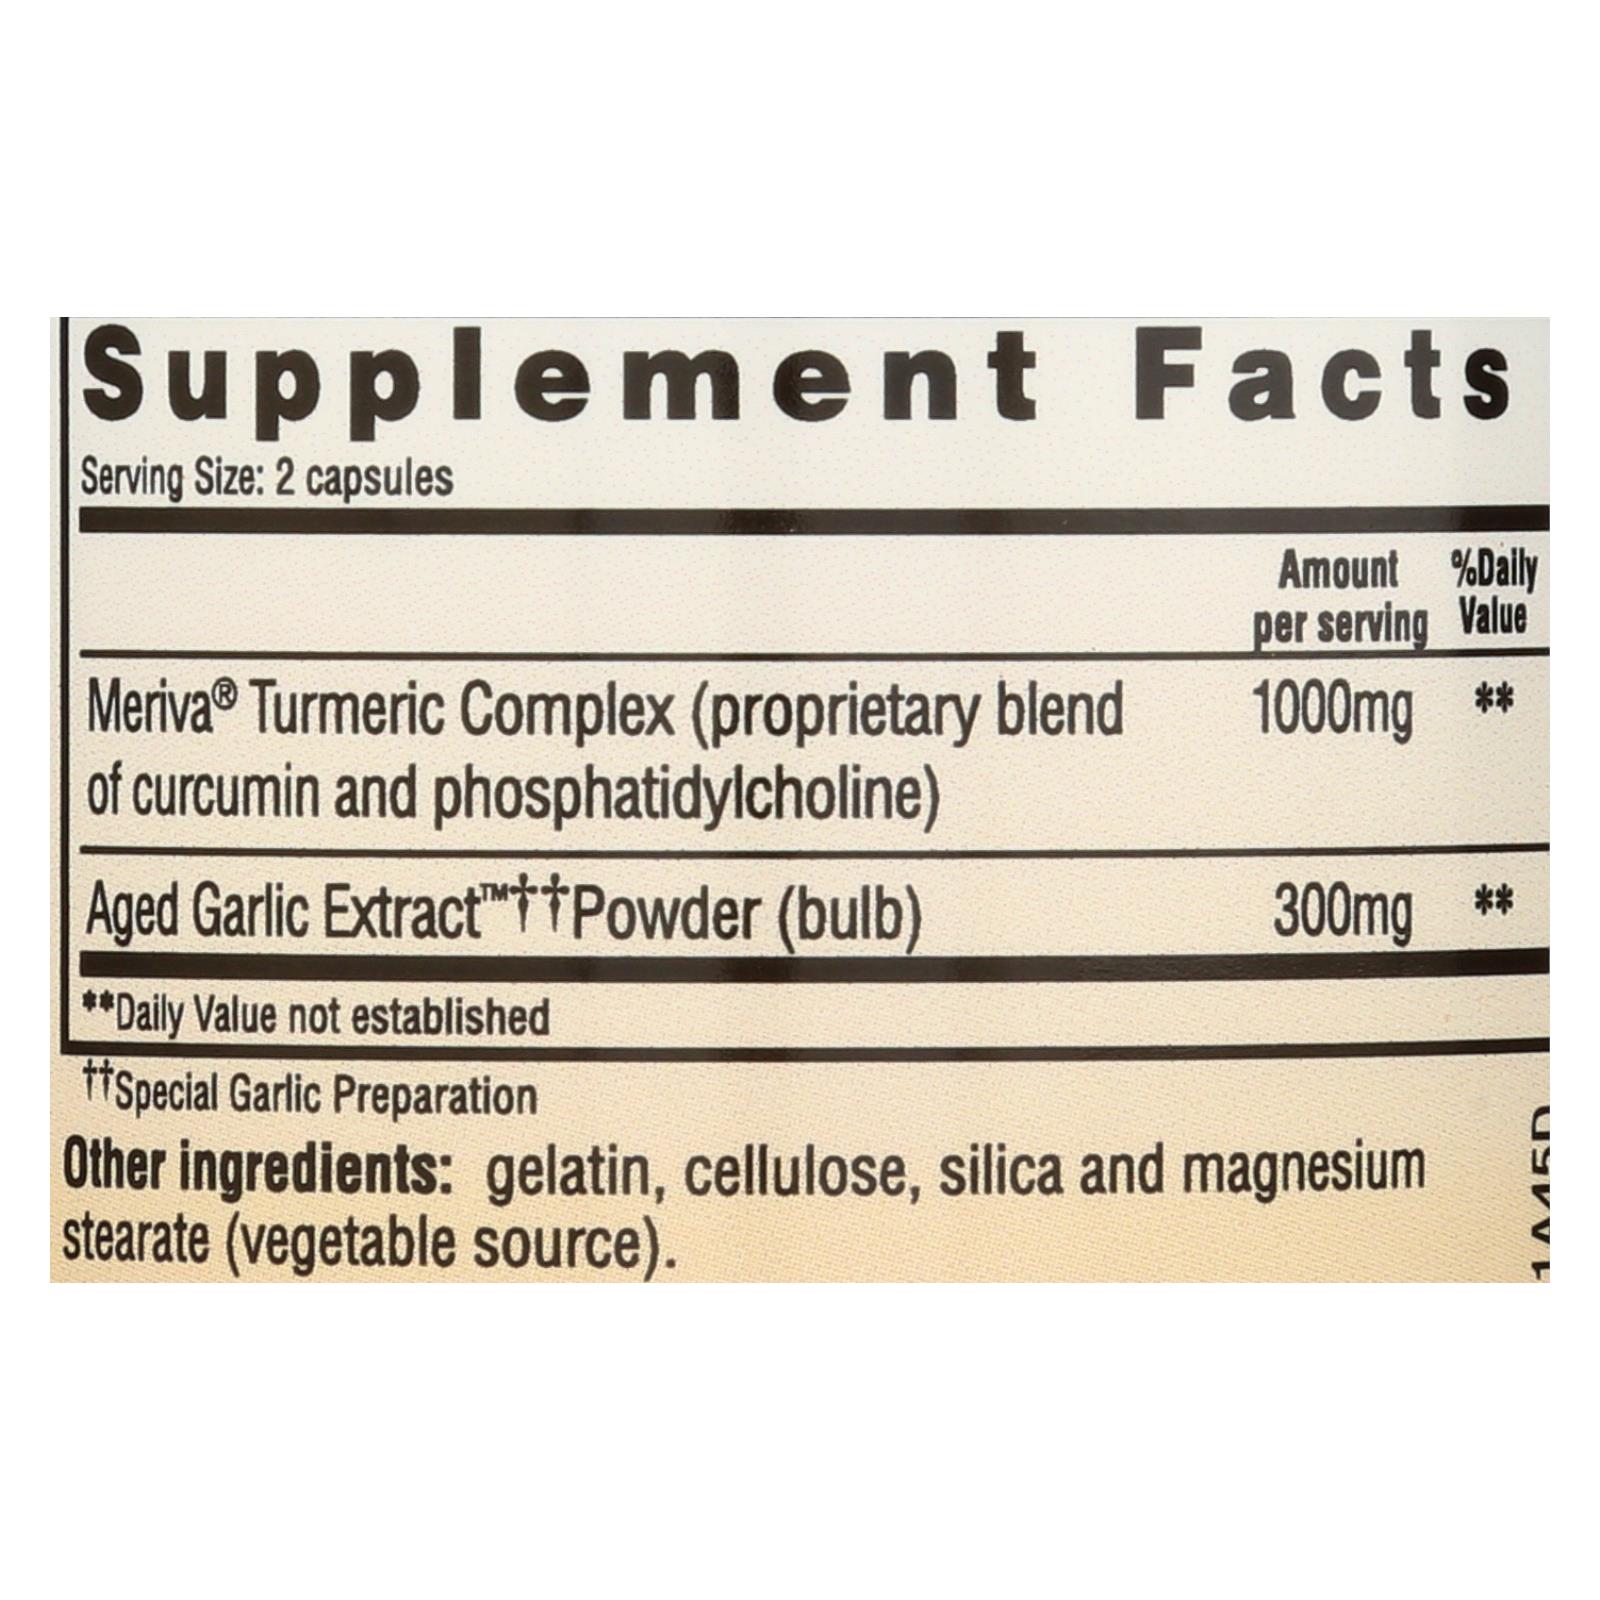 Supplement Facts
Serving Size: 2 capsules
Amount %Daily
per serving Value
Meriva® Turmeric Complex (proprietary blend 1000mg **
of curcumin and phosphatidylcholine)
Aged Garlic Extract™††Powder (bulb) 300mg **
**Daily Value not established
††Special Garlic Preparation
Other ingredients: gelatin, cellulose, silica and magnesium
stearate (vegetable source).